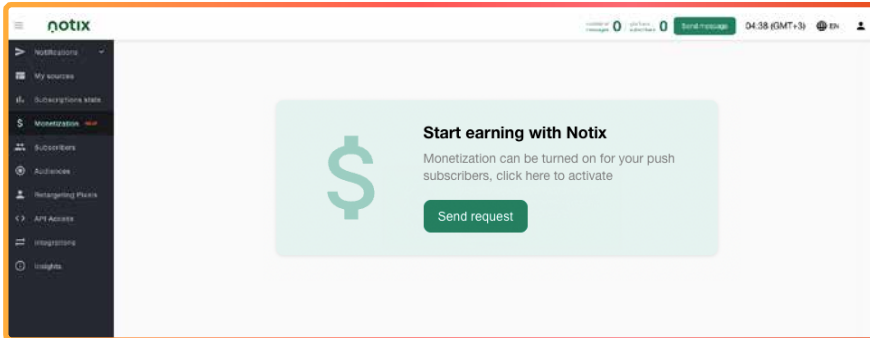 notix
0
0
Send message
04:38 (GMT+3)
EN
Notifications
My sources
Subscriptions stats
Monetization NEW
Subscribers
Audiences
Retargeting Pixels
API Access
Integrations
Insights
Start earning with Notix
Monetization can be turned on for your push
subscribers, click here to activate
Send request